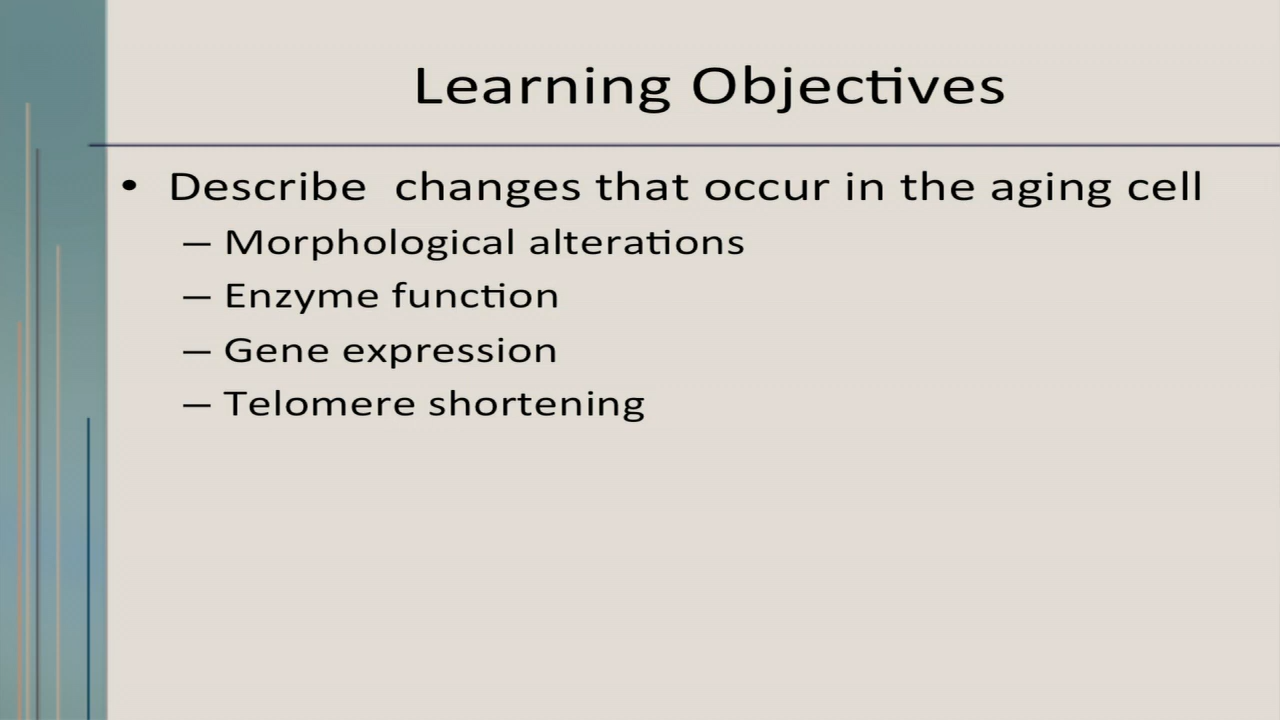 Learning Objectives
• Describe  changes that occur in the aging cell
– Morphological alterations
– Enzyme function
– Gene expression
– Telomere shortening